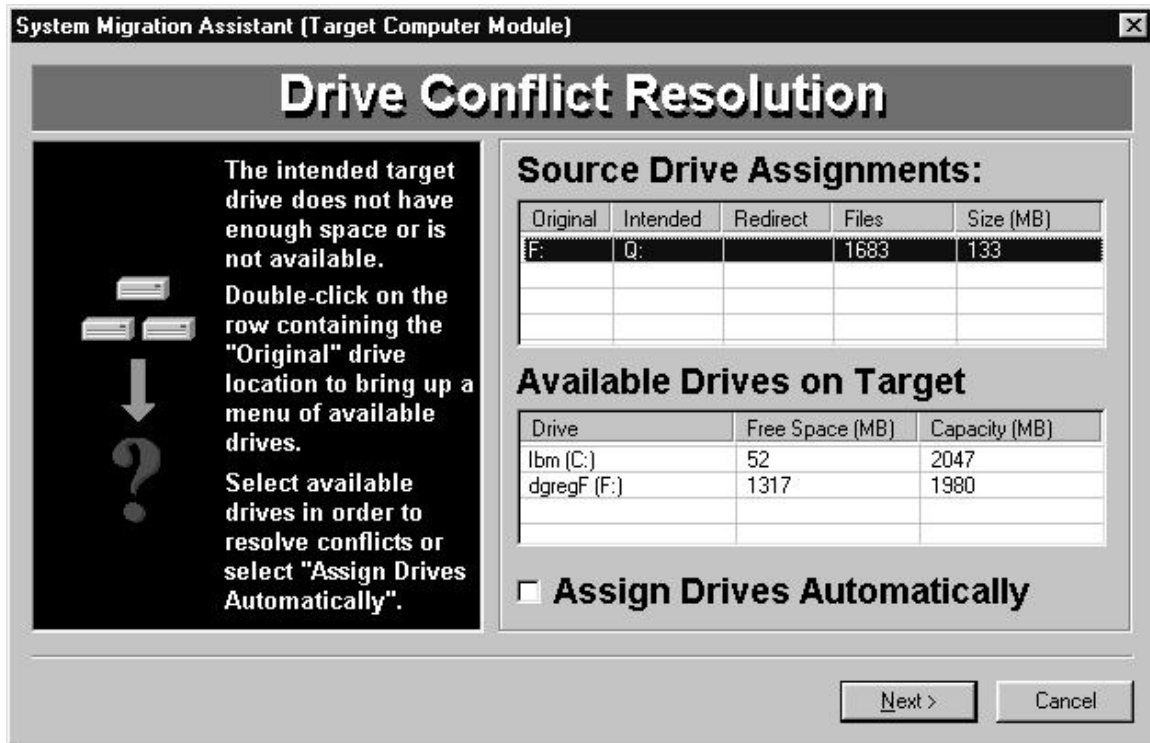 System Migration Assistant (Target Computer Module)
Drive Conflict Resolution
The intended target
drive does not have
enough space or is
not available.
Double-click on the
row containing the
"Original" drive
location to bring up a
menu of available
drives.
Select available
drives in order to
resolve conflicts or
select "Assign Drives
Automatically".
Source Drive Assignments:
Original Intended Redirect Files Size (MB)
F: Q: 1683 133
Available Drives on Target
Drive Free Space (MB) Capacity (MB)
Ibm (C:) 52 2047
dgregF (F:) 1317 1980
Assign Drives Automatically
Next > Cancel